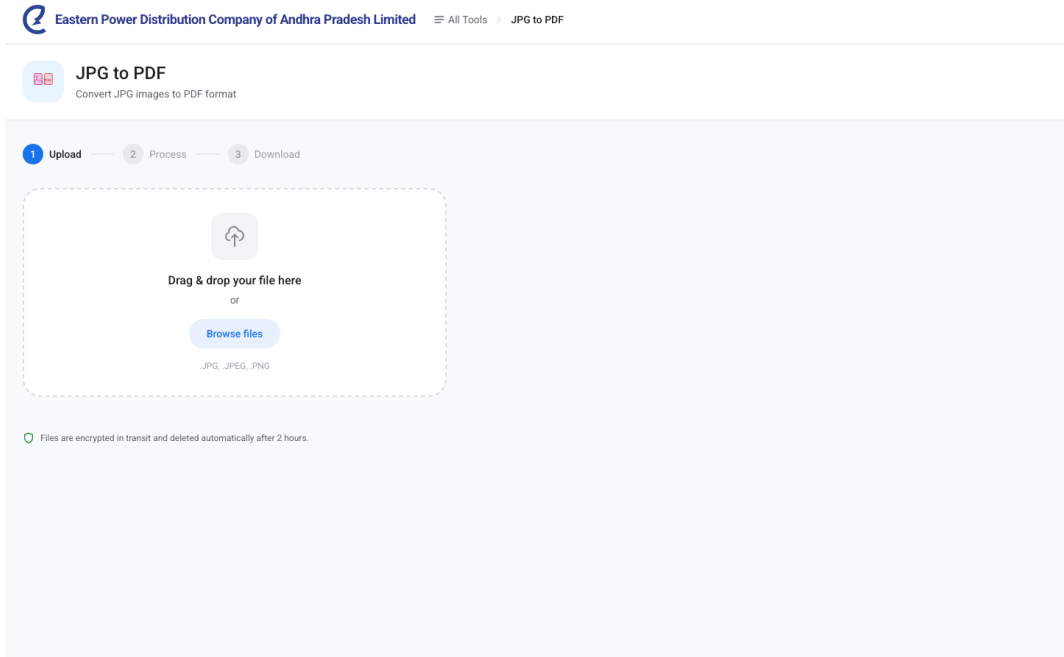 Eastern Power Distribution Company of Andhra Pradesh Limited All Tools > JPG to PDF
JPG to PDF
Convert JPG images to PDF format
1 Upload 2 Process 3 Download
Drag & drop your file here
or
Browse files
.JPG, .JPEG, .PNG
Files are encrypted in transit and deleted automatically after 2 hours.